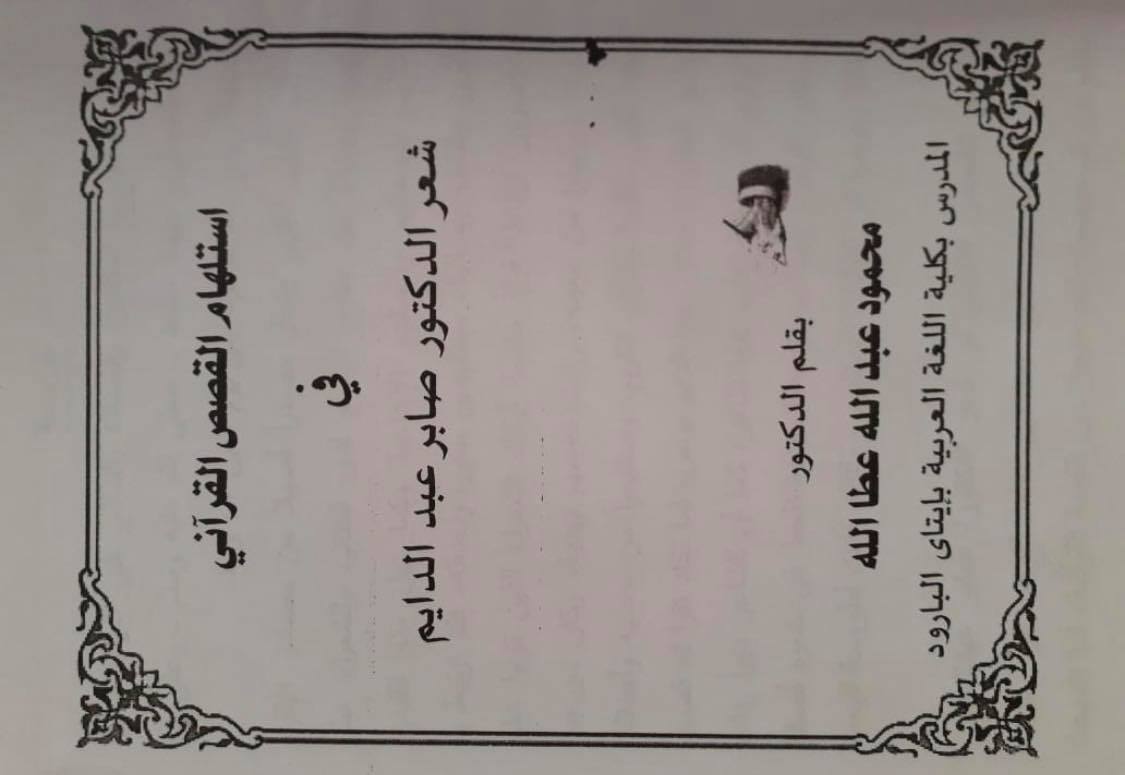 استلهام القصص القرآني
في
شعر الدكتور صابر عبد الدايم
بقلم الدكتور
محمود عبد الله عطا الله
المدرس بكلية اللغة العربية بإيتاى البارود